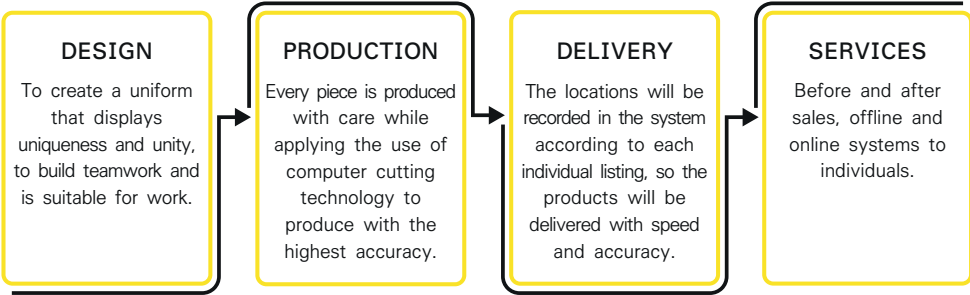 DESIGN
To create a uniform
that displays
uniqueness and unity,
to build teamwork and
is suitable for work.
PRODUCTION
Every piece is produced
with care while
applying the use of
computer cutting
technology to
produce with the
highest accuracy.
DELIVERY
The locations will be
recorded in the system
according to each
individual listing, so the
products will be
delivered with speed
and accuracy.
SERVICES
Before and after
sales, offline and
online systems to
individuals.